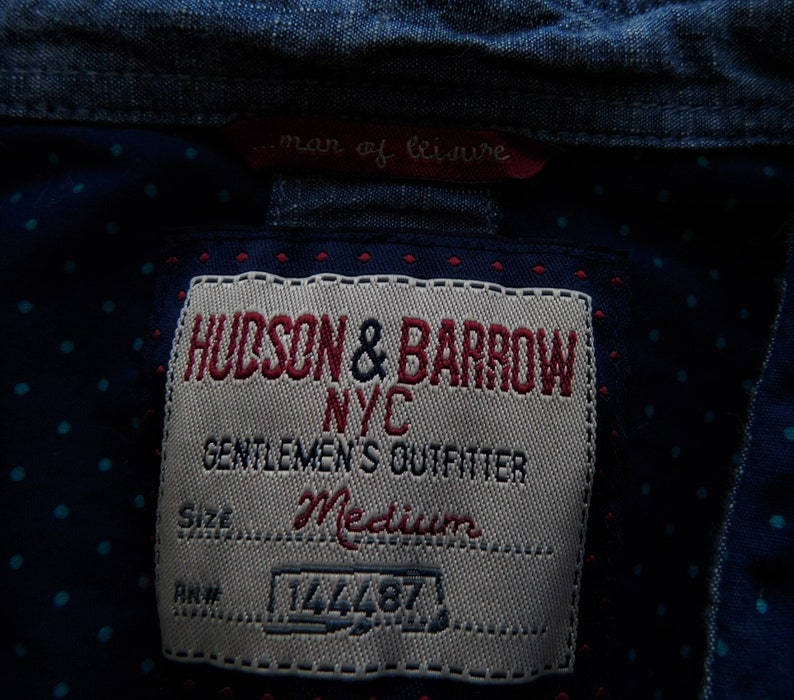 ...man of leisure
HUDSON & BARROW
NYC
GENTLEMEN'S OUTFITTER
SIZE Medium
RN# 144487